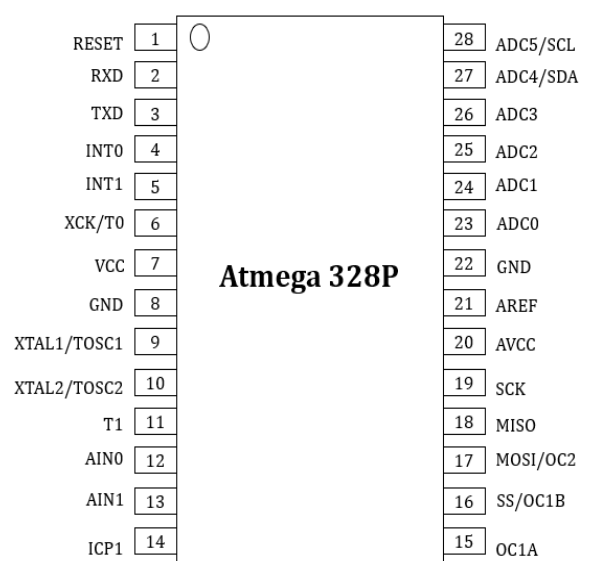 RESET 1
RXD 2
TXD 3
INT0 4
INT1 5
XCK/T0 6
VCC 7
GND 8
XTAL1/TOSC1 9
XTAL2/TOSC2 10
T1 11
AIN0 12
AIN1 13
ICP1 14
Atmega 328P
28 ADC5/SCL
27 ADC4/SDA
26 ADC3
25 ADC2
24 ADC1
23 ADC0
22 GND
21 AREF
20 AVCC
19 SCK
18 MISO
17 MOSI/OC2
16 SS/OC1B
15 OC1A